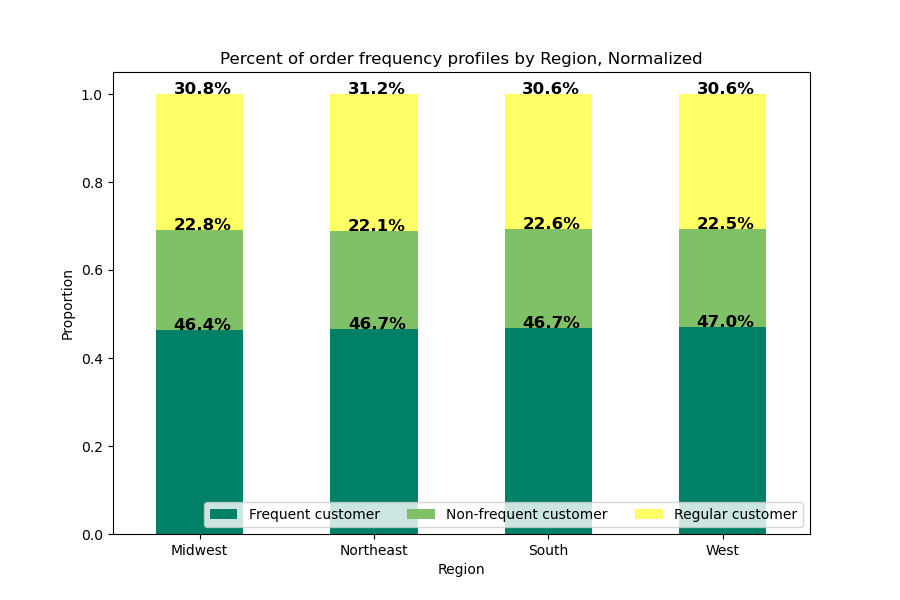 Percent of order frequency profiles by Region, Normalized
Proportion
1.0
0.8
0.6
0.4
0.2
0.0
30.8% 31.2% 30.6% 30.6%
22.8% 22.1% 22.6% 22.5%
46.4% 46.7% 46.7% 47.0%
Frequent customer Non-frequent customer Regular customer
Midwest Northeast South West
Region